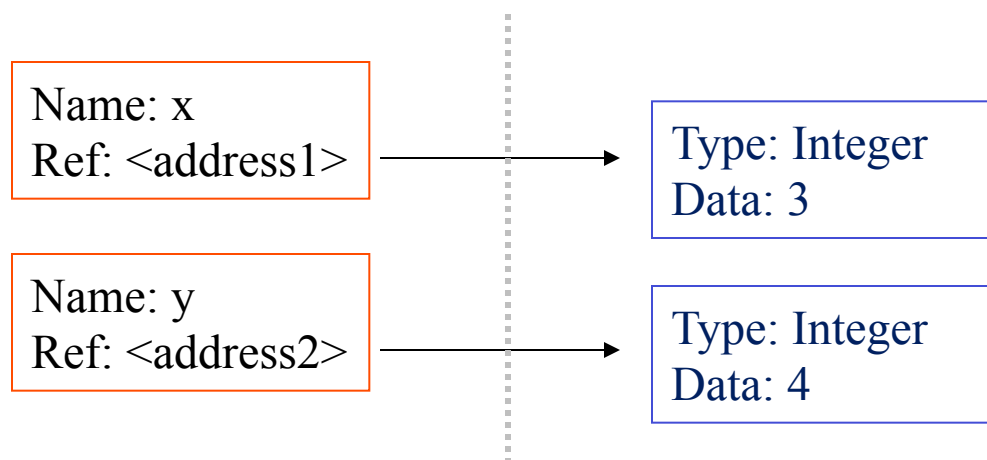 Name: x
Ref: <address1>
Type: Integer
Data: 3
Name: y
Ref: <address2>
Type: Integer
Data: 4